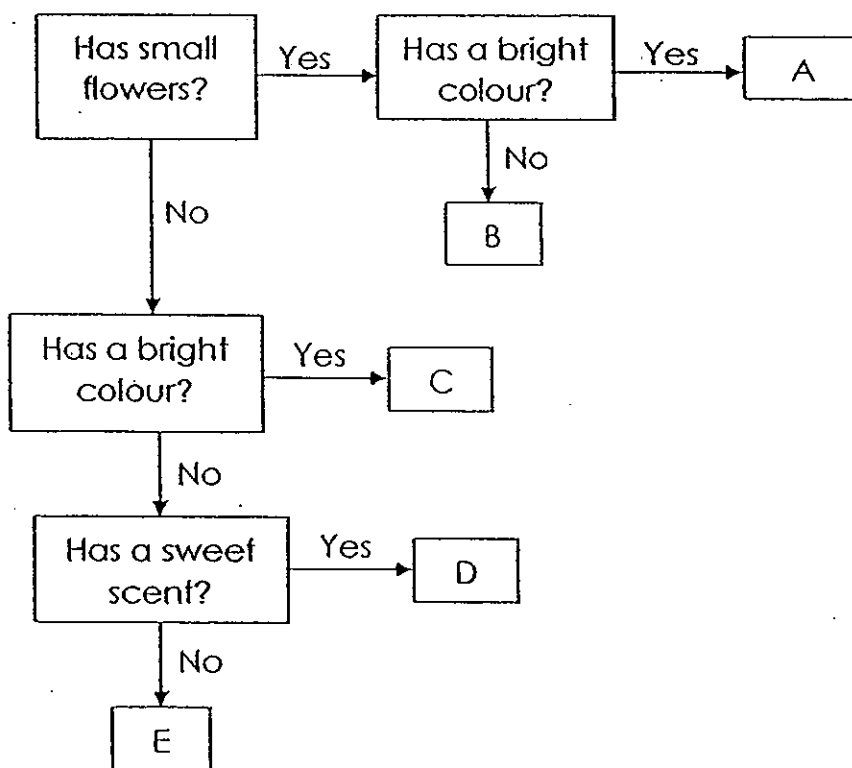 Has small
flowers?
Yes
Has a bright
colour?
Yes
A
No
B
No
Has a bright
colour?
Yes
C
No
Has a sweet
scent?
Yes
D
No
E